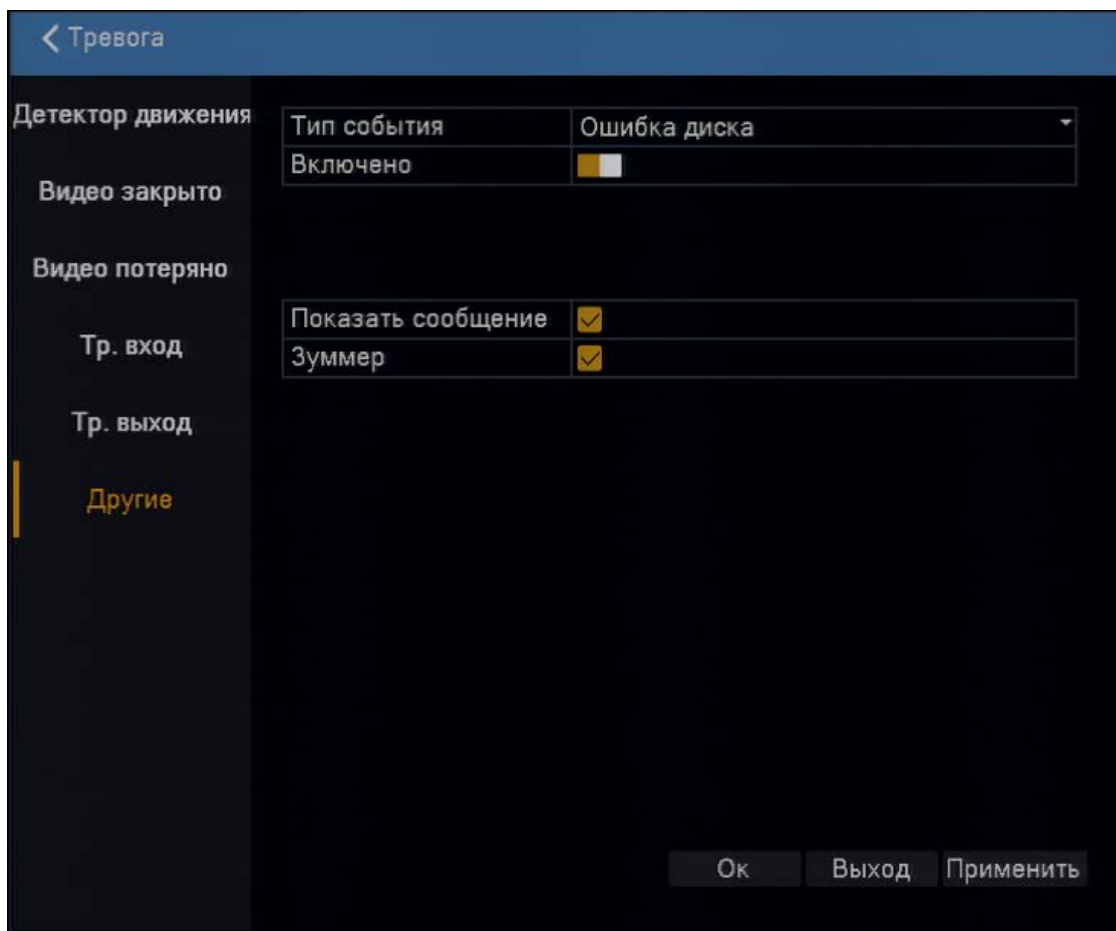 Тревога
Детектор движения
Видео закрыто
Видео потеряно
Тр. вход
Тр. выход
Другие
Тип события Ошибка диска
Включено
Показать сообщение
Зуммер
Ок Выход Применить